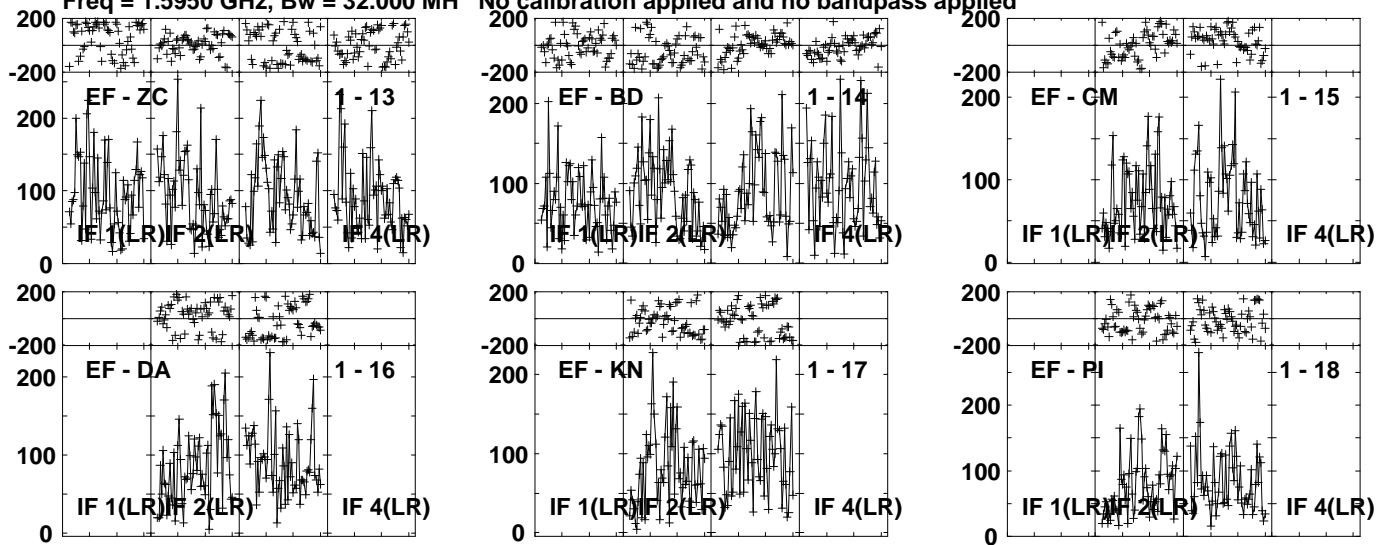 Freq = 1.5950 GHz, Bw = 32.000 MH No calibration applied and no bandpass applied
200
-200
EF - ZC 1 - 13
200
100
IF 1(LR) IF 2(LR) IF 4(LR)
0
200
-200
EF - BD 1 - 14
200
100
IF 1(LR) IF 2(LR) IF 4(LR)
0
200
-200
EF - CM 1 - 15
200
100
IF 1(LR) IF 2(LR) IF 4(LR)
0
200
-200
EF - DA 1 - 16
200
100
IF 1(LR) IF 2(LR) IF 4(LR)
0
200
-200
EF - KN 1 - 17
200
100
IF 1(LR) IF 2(LR) IF 4(LR)
0
200
-200
EF - PI 1 - 18
200
100
IF 1(LR) IF 2(LR) IF 4(LR)
0